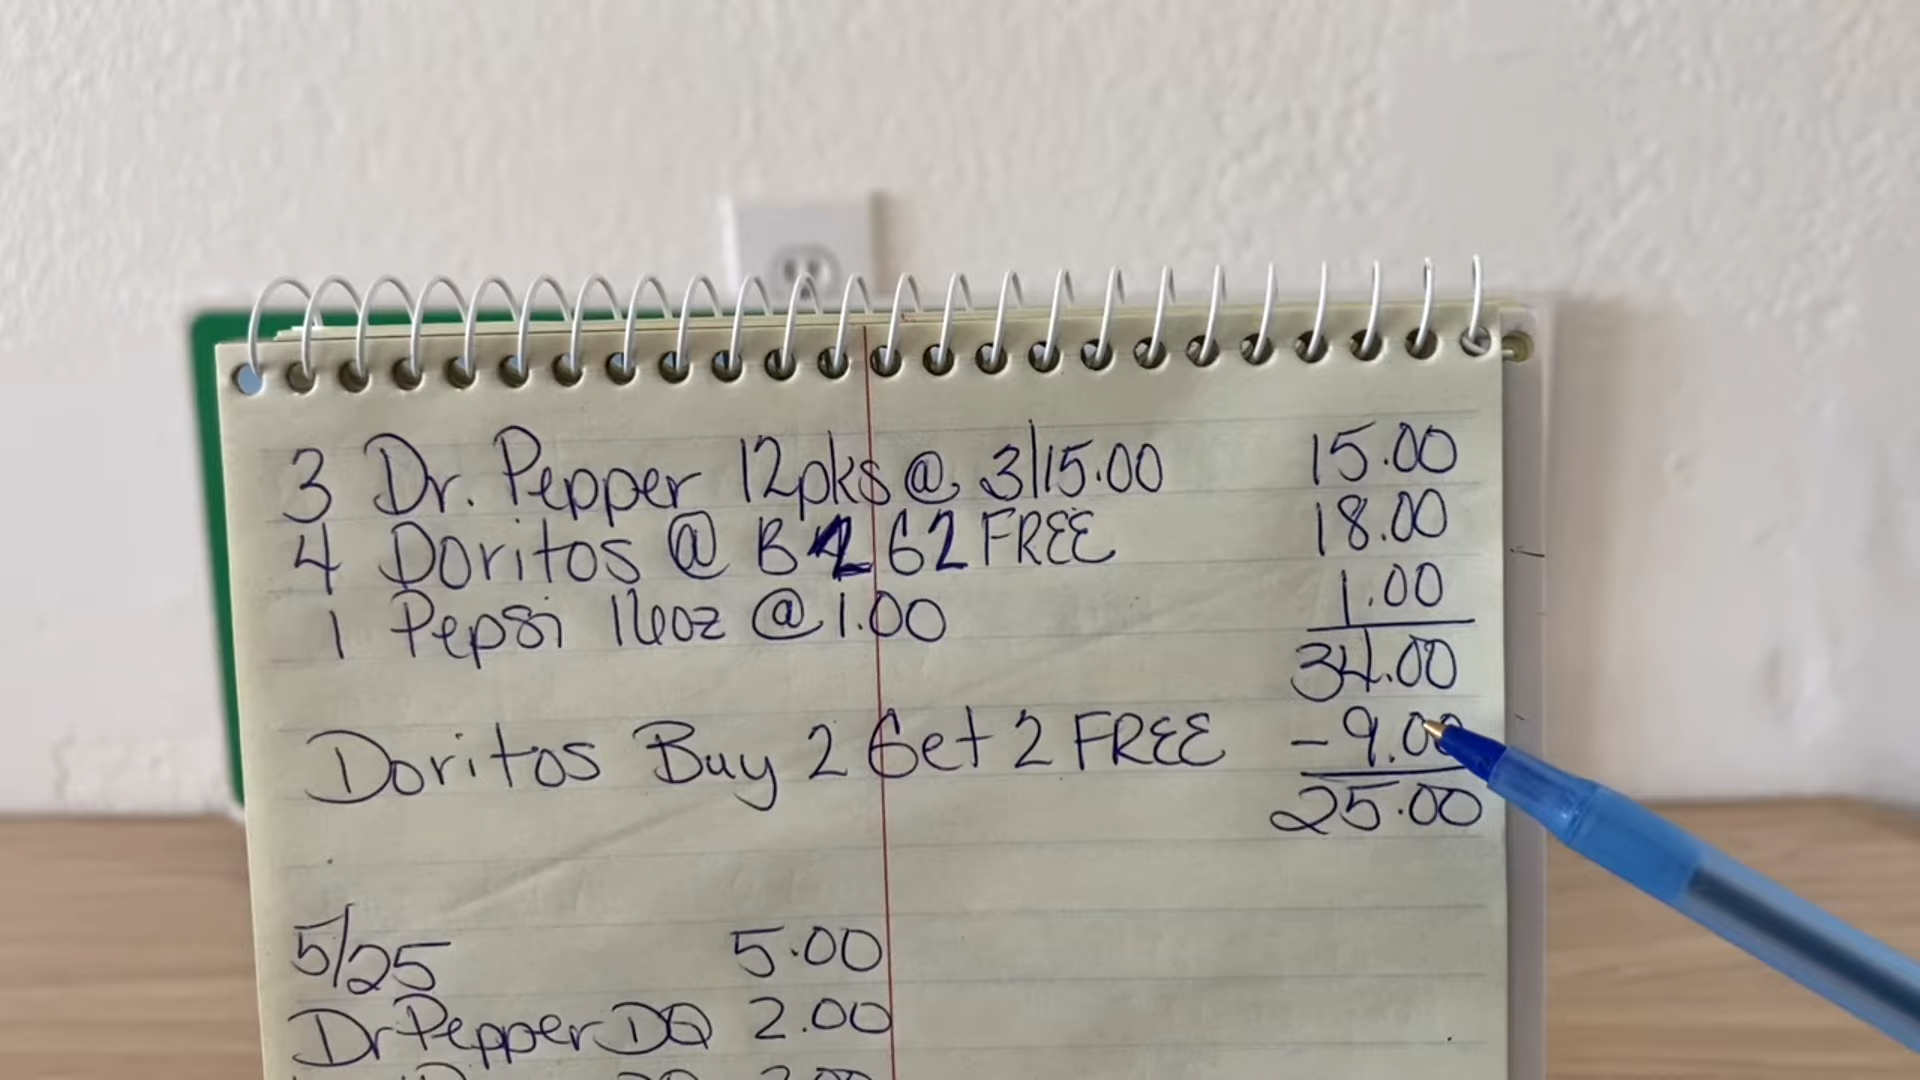 3 Dr. Pepper 12pks @ 3/15.00 15.00
4 Doritos @ B2G2 FREE 18.00
1 Pepsi 16oz @ 1.00 1.00
34.00
Doritos Buy 2 Get 2 FREE -9.00
25.00
5/25 5.00
Dr Pepper DQ 2.00